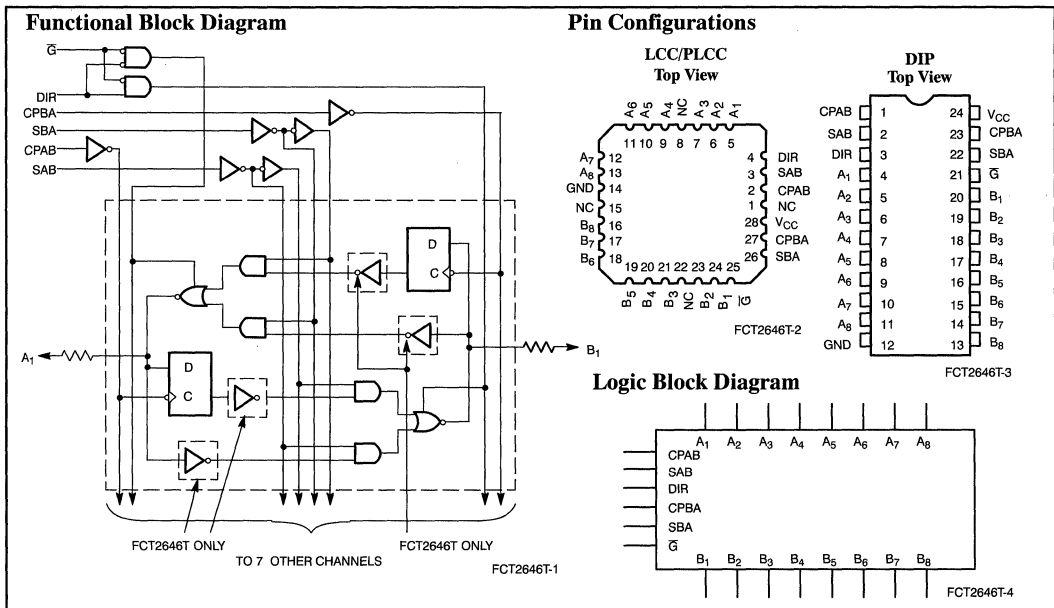 Functional Block Diagram
G̅
DIR
CPBA
SBA
CPAB
SAB
D
C
A1
B1
D
C
FCT2646T ONLY
FCT2646T ONLY
TO 7 OTHER CHANNELS
FCT2646T-1
Pin Configurations
LCC/PLCC
Top View
A6 A5 A4 NC A3 A2 A1
11 10 9 8 7 6 5
A7 12
A8 13
GND 14
NC 15
B8 16
B7 17
B6 18
4 DIR
3 SAB
2 CPAB
1 NC
28 VCC
27 CPBA
26 SBA
19 20 21 22 23 24 25
B5 B4 B3 NC B2 B1 G̅
FCT2646T-2
DIP
Top View
CPAB 1 24 VCC
SAB 2 23 CPBA
DIR 3 22 SBA
A1 4 21 G̅
A2 5 20 B1
A3 6 19 B2
A4 7 18 B3
A5 8 17 B4
A6 9 16 B5
A7 10 15 B6
A8 11 14 B7
GND 12 13 B8
FCT2646T-3
Logic Block Diagram
A1 A2 A3 A4 A5 A6 A7 A8
CPAB
SAB
DIR
CPBA
SBA
G̅
B1 B2 B3 B4 B5 B6 B7 B8
FCT2646T-4